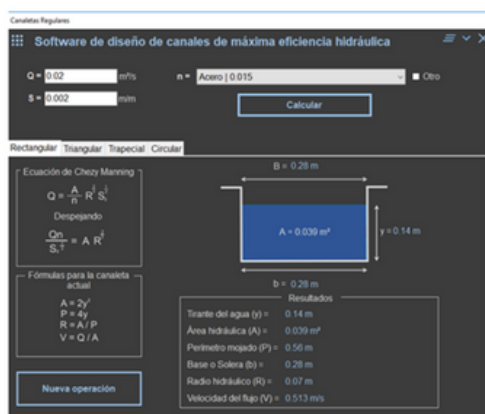 Canaletas Regulares
Software de diseño de canales de máxima eficiencia hidráulica
Q = 0.02 m³/s n = Acero | 0.015 Otro
S = 0.002 m/m Calcular
Rectangular Triangular Trapecial Circular
Ecuación de Chezy Manning
Despejando
Fórmulas para la canaleta
actual
A = 2y²
P = 4y
R = A / P
V = Q / A
Nueva operación
B = 0.28 m
A = 0.039 m²
y = 0.14 m
b = 0.28 m
Resultados
Tirante del agua (y) = 0.14 m
Área hidráulica (A) = 0.039 m²
Perímetro mojado (P) = 0.56 m
Base o Solera (b) = 0.28 m
Radio hidráulico (R) = 0.07 m
Velocidad del flujo (V) = 0.513 m/s